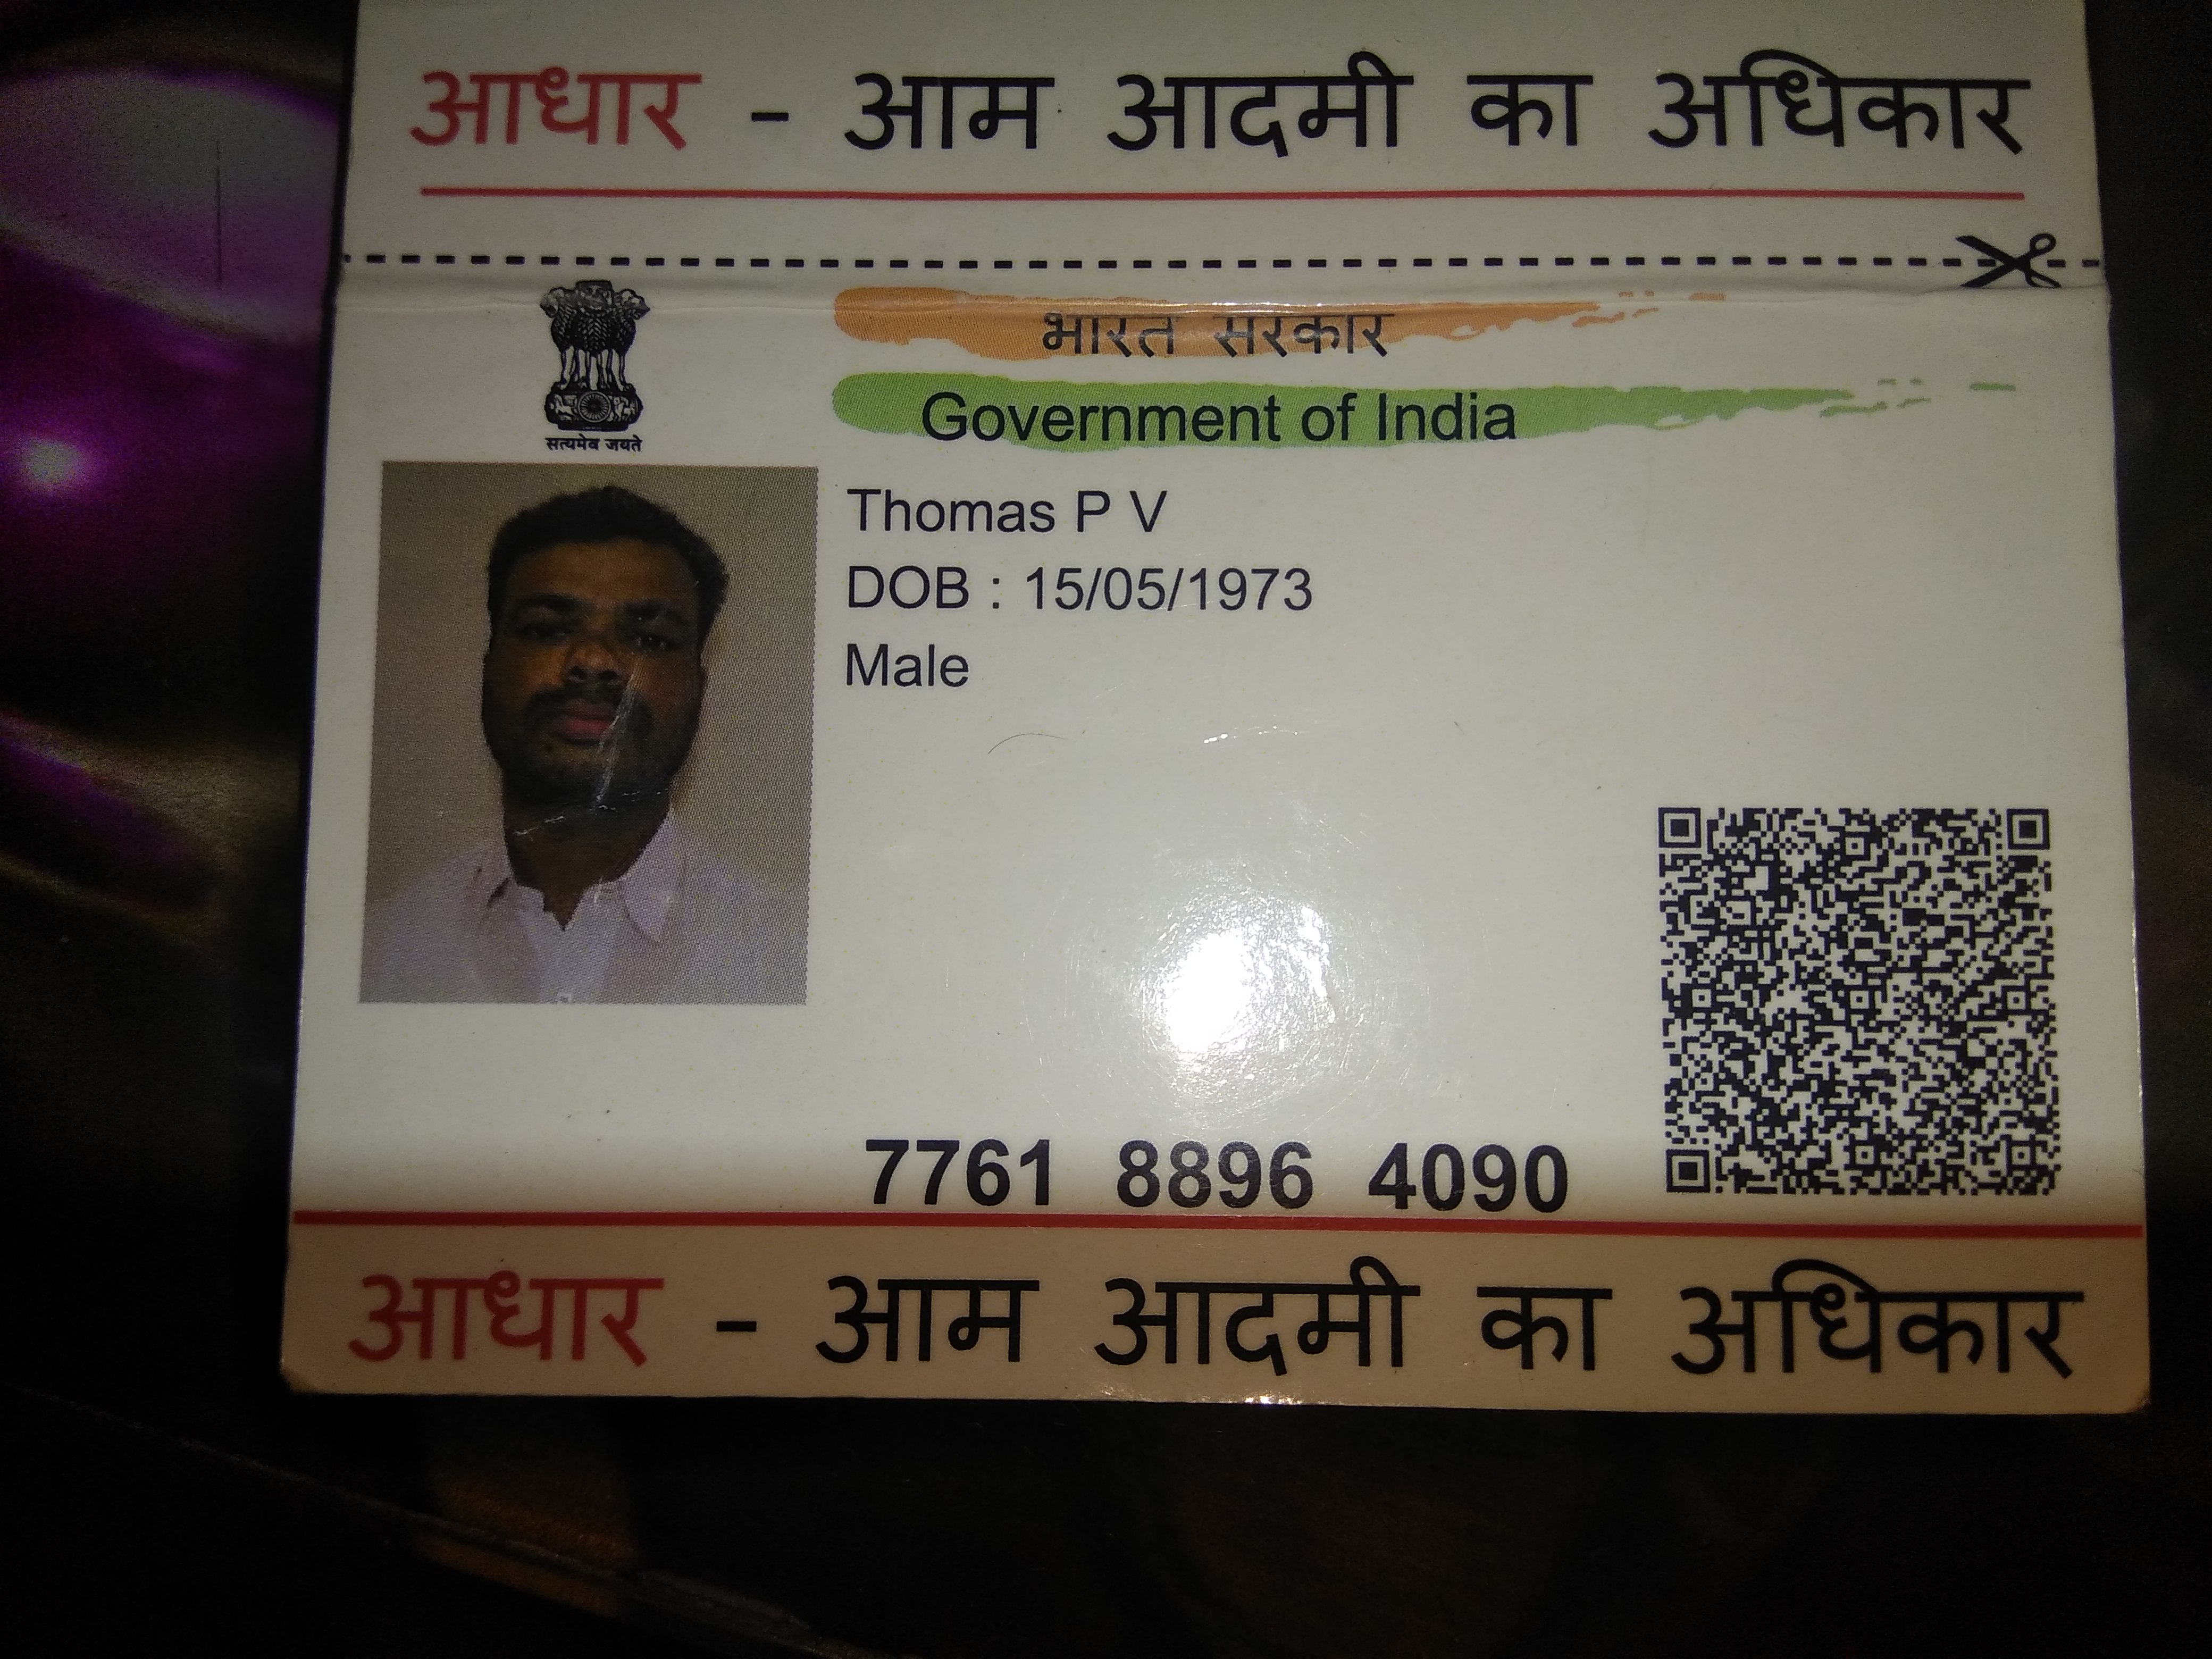 आधार - आम आदमी का अधिकार
सत्यमेव जयते
भारत सरकार
Government of India
Thomas P V
DOB : 15/05/1973
Male
7761 8896 4090
आधार - आम आदमी का अधिकार